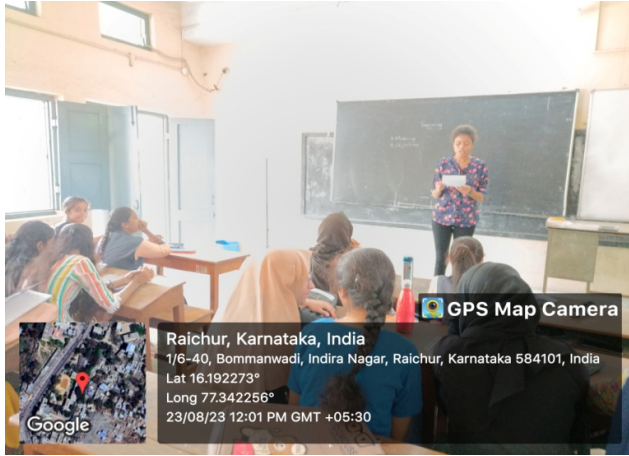 GPS Map Camera
Raichur, Karnataka, India
1/6-40, Bommanwadi, Indira Nagar, Raichur, Karnataka 584101, India
Lat 16.192273°
Long 77.342256°
23/08/23 12:01 PM GMT +05:30
Google